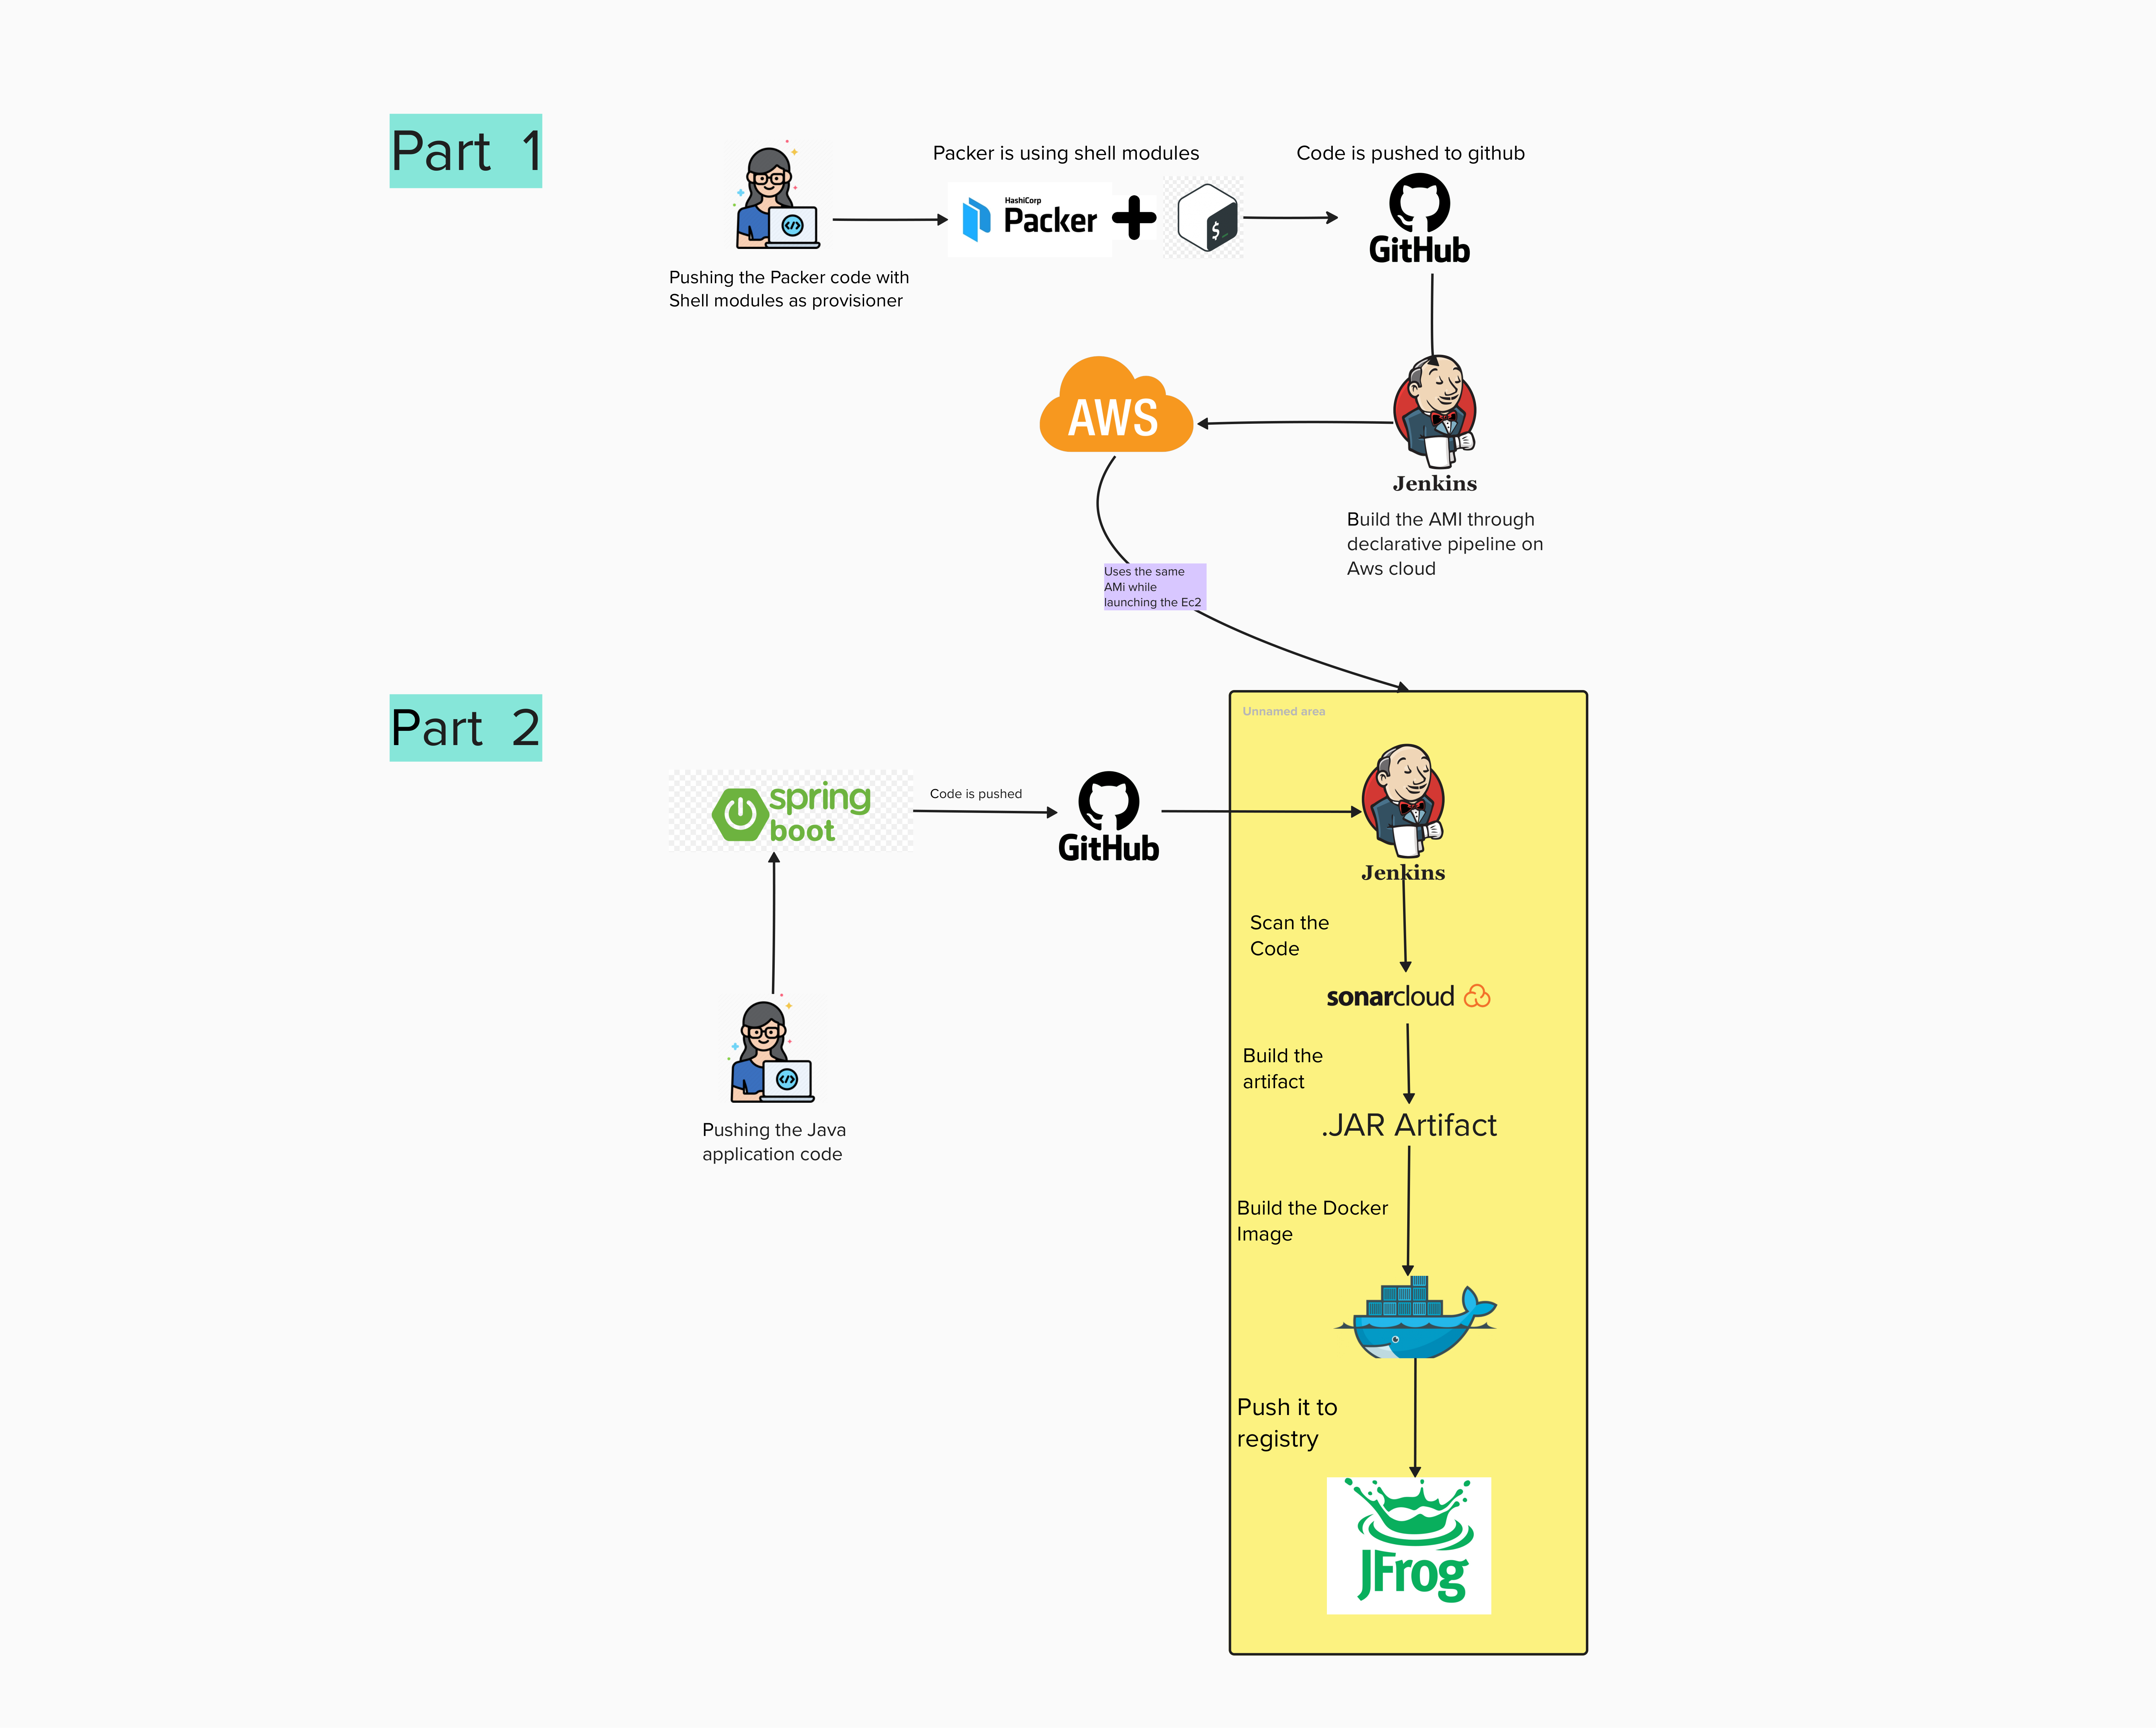 Part 1
Packer is using shell modules
Code is pushed to github
HashiCorp
Packer
$_
GitHub
Pushing the Packer code with
Shell modules as provisioner
AWS
Jenkins
Build the AMI through
declarative pipeline on
Aws cloud
Uses the same
AMi while
launching the Ec2
Part 2
Unnamed area
spring
boot
Code is pushed
GitHub
Jenkins
Scan the
Code
sonarcloud
Build the
artifact
.JAR Artifact
</>
Pushing the Java
application code
Build the Docker
Image
Push it to
registry
JFrog